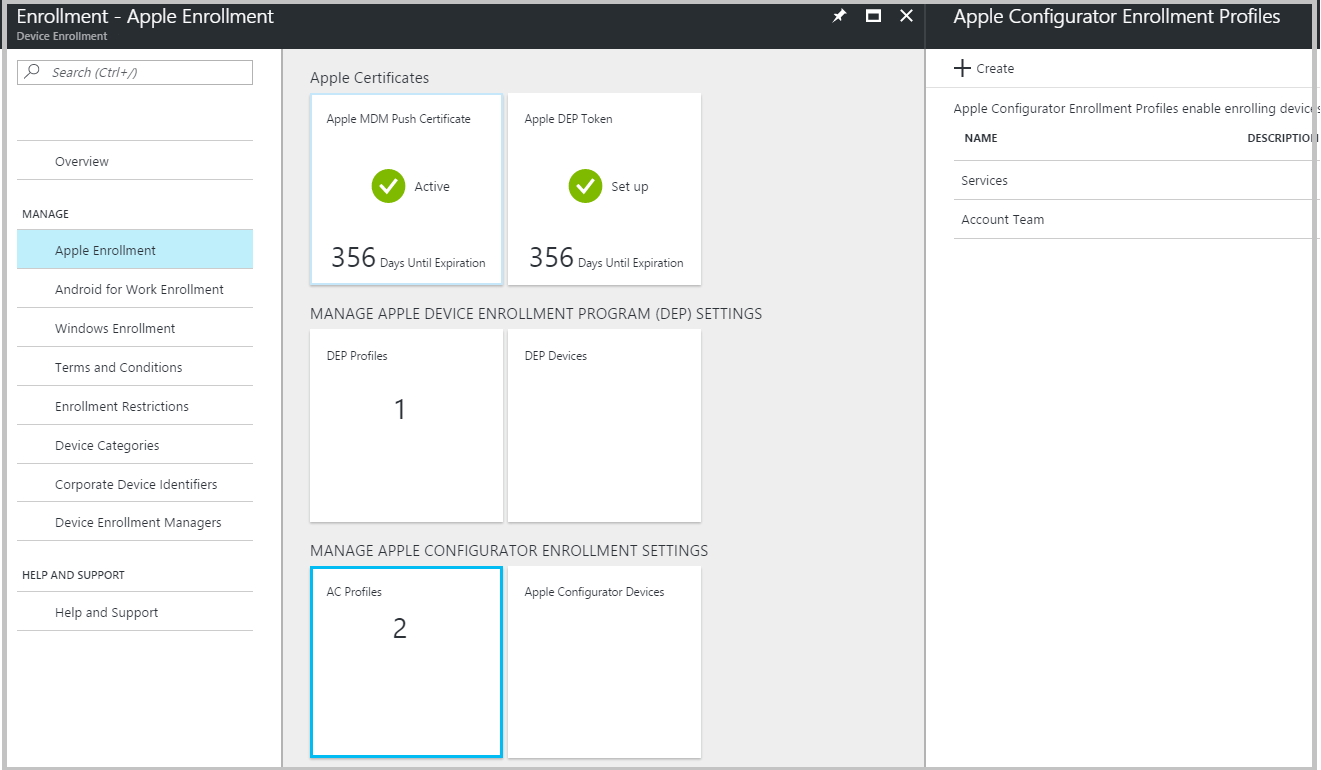 Enrollment - Apple Enrollment
Device Enrollment
Search (Ctrl+/)
Overview
MANAGE
Apple Enrollment
Android for Work Enrollment
Windows Enrollment
Terms and Conditions
Enrollment Restrictions
Device Categories
Corporate Device Identifiers
Device Enrollment Managers
HELP AND SUPPORT
Help and Support
Apple Certificates
Apple MDM Push Certificate
Active
356 Days Until Expiration
Apple DEP Token
Set up
356 Days Until Expiration
MANAGE APPLE DEVICE ENROLLMENT PROGRAM (DEP) SETTINGS
DEP Profiles
1
DEP Devices
MANAGE APPLE CONFIGURATOR ENROLLMENT SETTINGS
AC Profiles
2
Apple Configurator Devices
Apple Configurator Enrollment Profiles
Create
Apple Configurator Enrollment Profiles enable enrolling devices
NAME DESCRIPTION
Services
Account Team